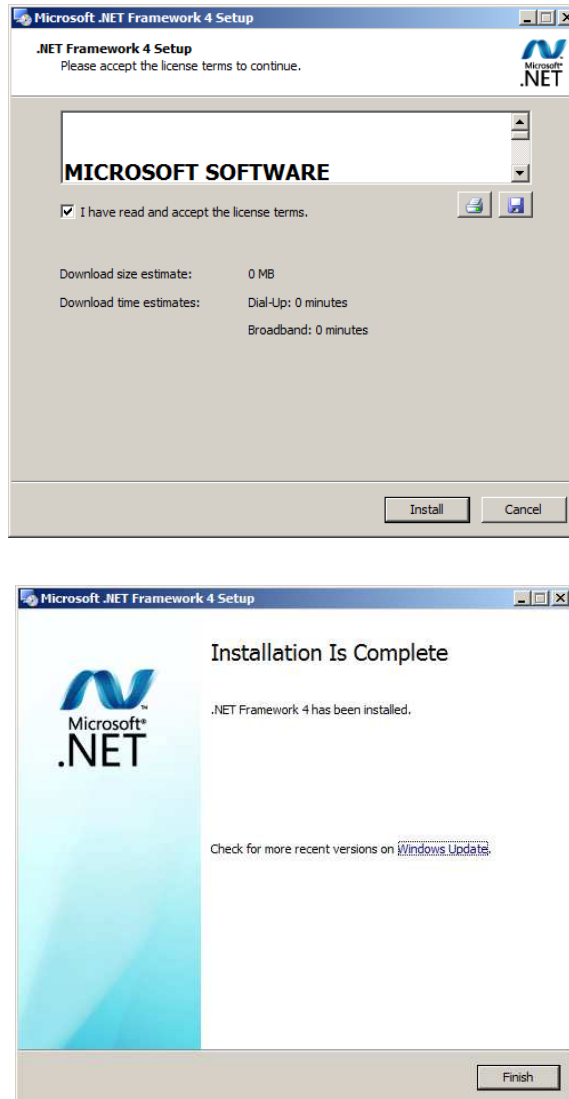 Microsoft .NET Framework 4 Setup
.NET Framework 4 Setup
Please accept the license terms to continue.
Microsoft®
.NET
MICROSOFT SOFTWARE
I have read and accept the license terms.
Download size estimate: 0 MB
Download time estimates: Dial-Up: 0 minutes
Broadband: 0 minutes
Install Cancel
Microsoft .NET Framework 4 Setup
Installation Is Complete
.NET Framework 4 has been installed.
Microsoft®
.NET
Check for more recent versions on Windows Update.
Finish